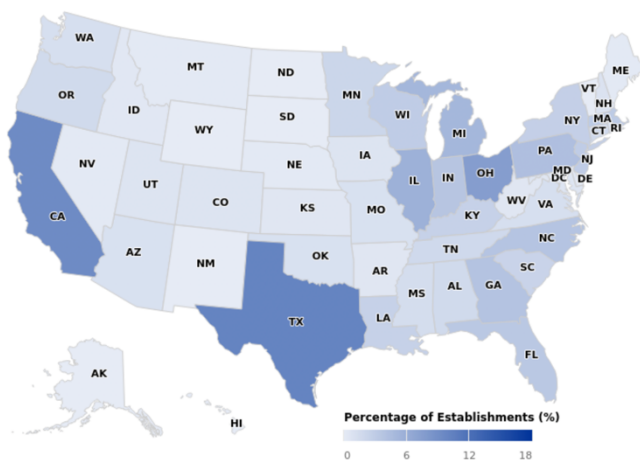 WA
ME
MT
ND
VT
OR
MN
NH
ID
SD
WI
NY
MA
WY
MI
CT RI
IA
PA
NJ
NV
NE
IL
IN
OH
MD
DC
DE
UT
CO
WV
VA
CA
KS
MO
KY
NC
AZ
OK
TN
NM
AR
SC
MS
AL
GA
TX
LA
FL
AK
HI
Percentage of Establishments (%)
0 6 12 18